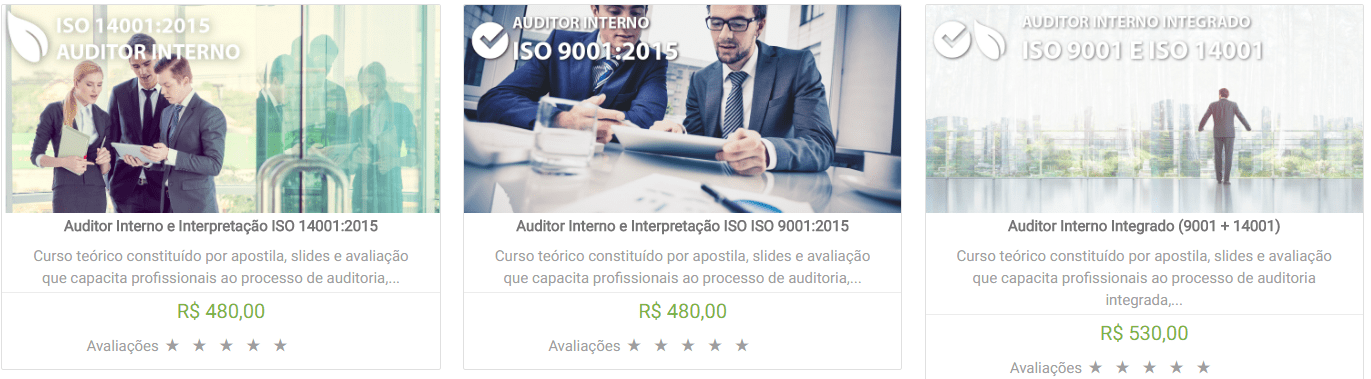 ISO 14001:2015
AUDITOR INTERNO
Auditor Interno e Interpretação ISO 14001:2015
Curso teórico constituído por apostila, slides e avaliação
que capacita profissionais ao processo de auditoria,...
R$ 480,00
Avaliações ★ ★ ★ ★ ★
AUDITOR INTERNO
ISO 9001:2015
Auditor Interno e Interpretação ISO ISO 9001:2015
Curso teórico constituído por apostila, slides e avaliação
que capacita profissionais ao processo de auditoria,...
R$ 480,00
Avaliações ★ ★ ★ ★ ★
AUDITOR INTERNO INTEGRADO
ISO 9001 E ISO 14001
Auditor Interno Integrado (9001 + 14001)
Curso teórico constituído por apostila, slides e avaliação
que capacita profissionais ao processo de auditoria
integrada,...
R$ 530,00
Avaliações ★ ★ ★ ★ ★